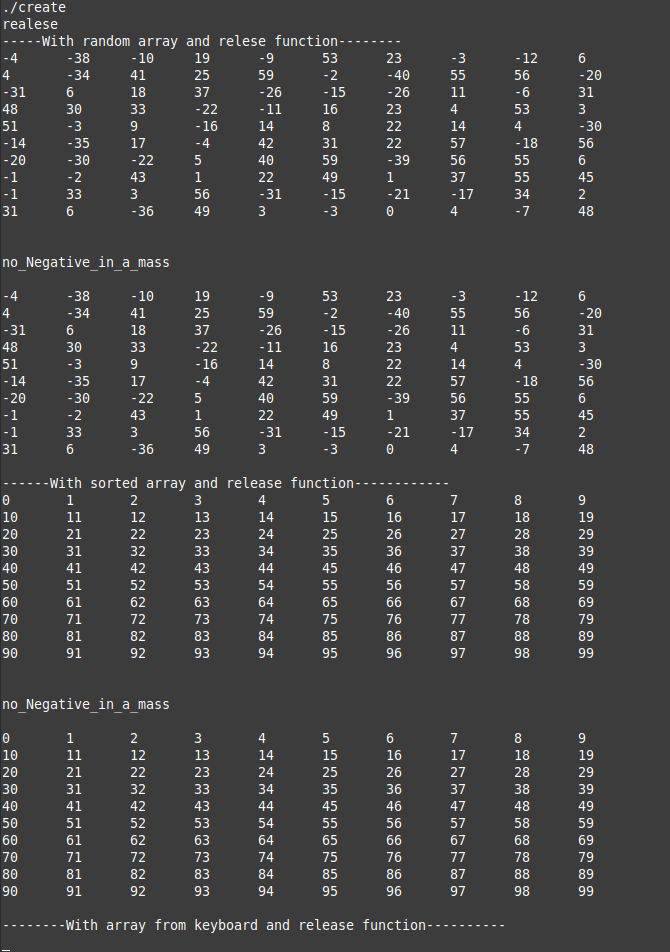 ./create
realese
-----With random array and relese function--------
-4 -38 -10 19 -9 53 23 -3 -12 6
4 -34 41 25 59 -2 -40 55 56 -20
-31 6 18 37 -26 -15 -26 11 -6 31
48 30 33 -22 -11 16 23 4 53 3
51 -3 9 -16 14 8 22 14 4 -30
-14 -35 17 -4 42 31 22 57 -18 56
-20 -30 -22 5 40 59 -39 56 55 6
-1 -2 43 1 22 49 1 37 55 45
-1 33 3 56 -31 -15 -21 -17 34 2
31 6 -36 49 3 -3 0 4 -7 48
no_Negative_in_a_mass
-4 -38 -10 19 -9 53 23 -3 -12 6
4 -34 41 25 59 -2 -40 55 56 -20
-31 6 18 37 -26 -15 -26 11 -6 31
48 30 33 -22 -11 16 23 4 53 3
51 -3 9 -16 14 8 22 14 4 -30
-14 -35 17 -4 42 31 22 57 -18 56
-20 -30 -22 5 40 59 -39 56 55 6
-1 -2 43 1 22 49 1 37 55 45
-1 33 3 56 -31 -15 -21 -17 34 2
31 6 -36 49 3 -3 0 4 -7 48
------With sorted array and release function------------
0 1 2 3 4 5 6 7 8 9
10 11 12 13 14 15 16 17 18 19
20 21 22 23 24 25 26 27 28 29
30 31 32 33 34 35 36 37 38 39
40 41 42 43 44 45 46 47 48 49
50 51 52 53 54 55 56 57 58 59
60 61 62 63 64 65 66 67 68 69
70 71 72 73 74 75 76 77 78 79
80 81 82 83 84 85 86 87 88 89
90 91 92 93 94 95 96 97 98 99
no_Negative_in_a_mass
0 1 2 3 4 5 6 7 8 9
10 11 12 13 14 15 16 17 18 19
20 21 22 23 24 25 26 27 28 29
30 31 32 33 34 35 36 37 38 39
40 41 42 43 44 45 46 47 48 49
50 51 52 53 54 55 56 57 58 59
60 61 62 63 64 65 66 67 68 69
70 71 72 73 74 75 76 77 78 79
80 81 82 83 84 85 86 87 88 89
90 91 92 93 94 95 96 97 98 99
--------With array from keyboard and release function----------